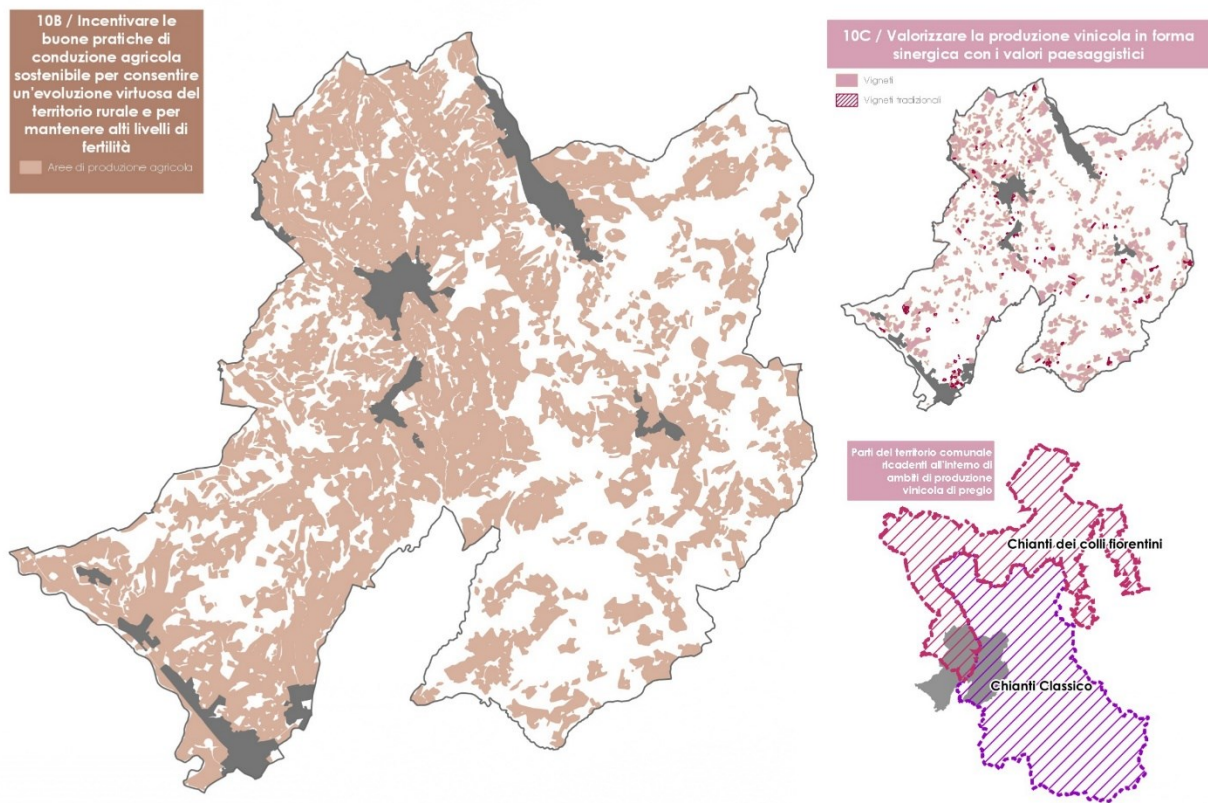 10B / Incentivare le
buone pratiche di
conduzione agricola
sostenibile per consentire
un'evoluzione virtuosa del
territorio rurale e per
mantenere alti livelli di
fertilità
Aree di produzione agricola
10C / Valorizzare la produzione vinicola in forma
sinergica con i valori paesaggistici
Vigneti
Vigneti tradizionali
Parti del territorio comunale
ricadenti all'interno di
ambiti di produzione
vinicola di pregio
Chianti dei colli fiorentini
Chianti Classico